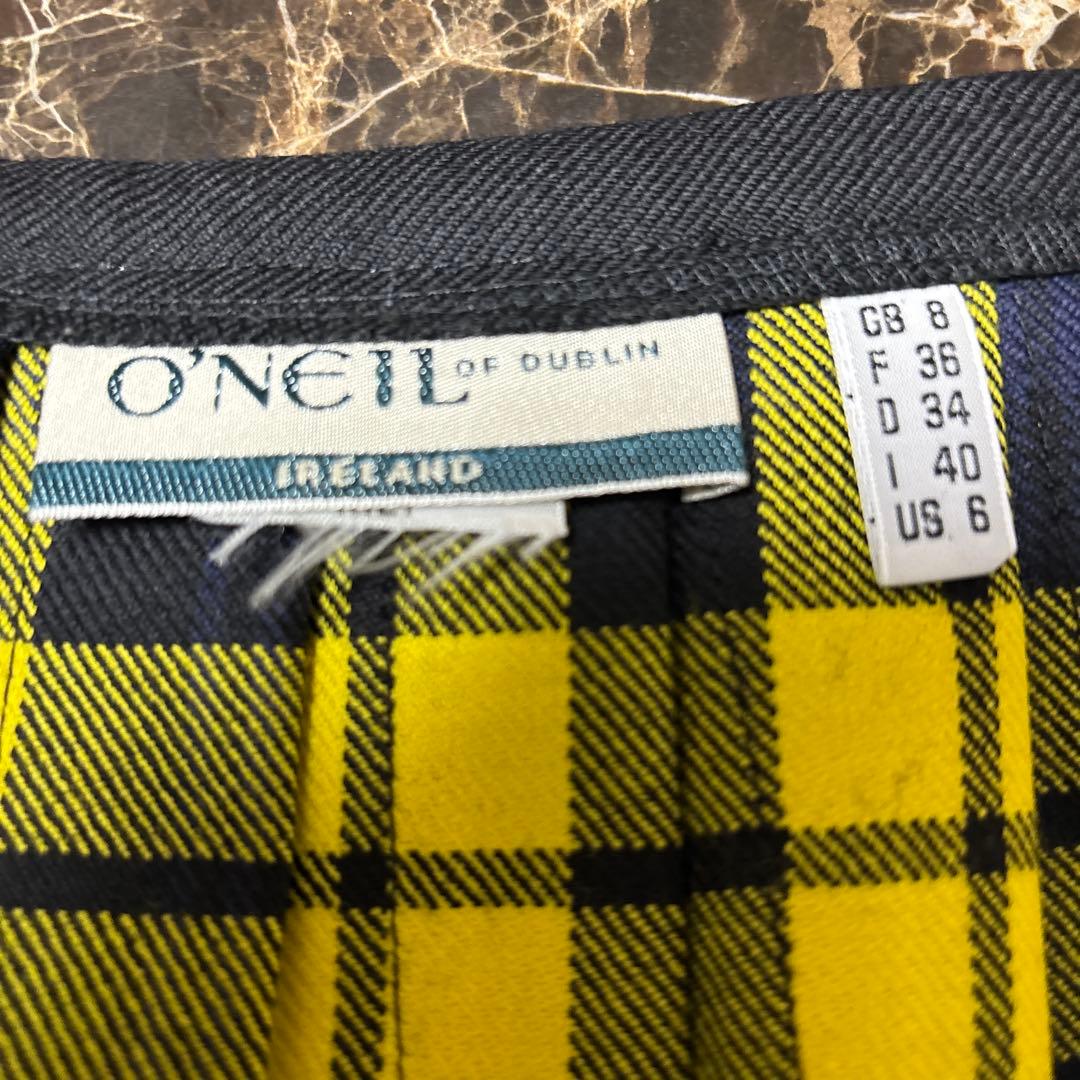 O'NEIL OF DUBLIN
IRELAND
GB 8
F 36
D 34
I 40
US 6